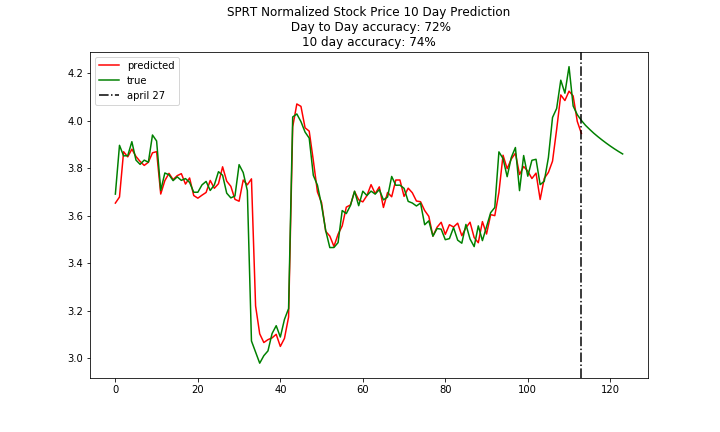 SPRT Normalized Stock Price 10 Day Prediction
Day to Day accuracy: 72%
10 day accuracy: 74%
predicted
true
april 27
4.2
4.0
3.8
3.6
3.4
3.2
3.0
0 20 40 60 80 100 120